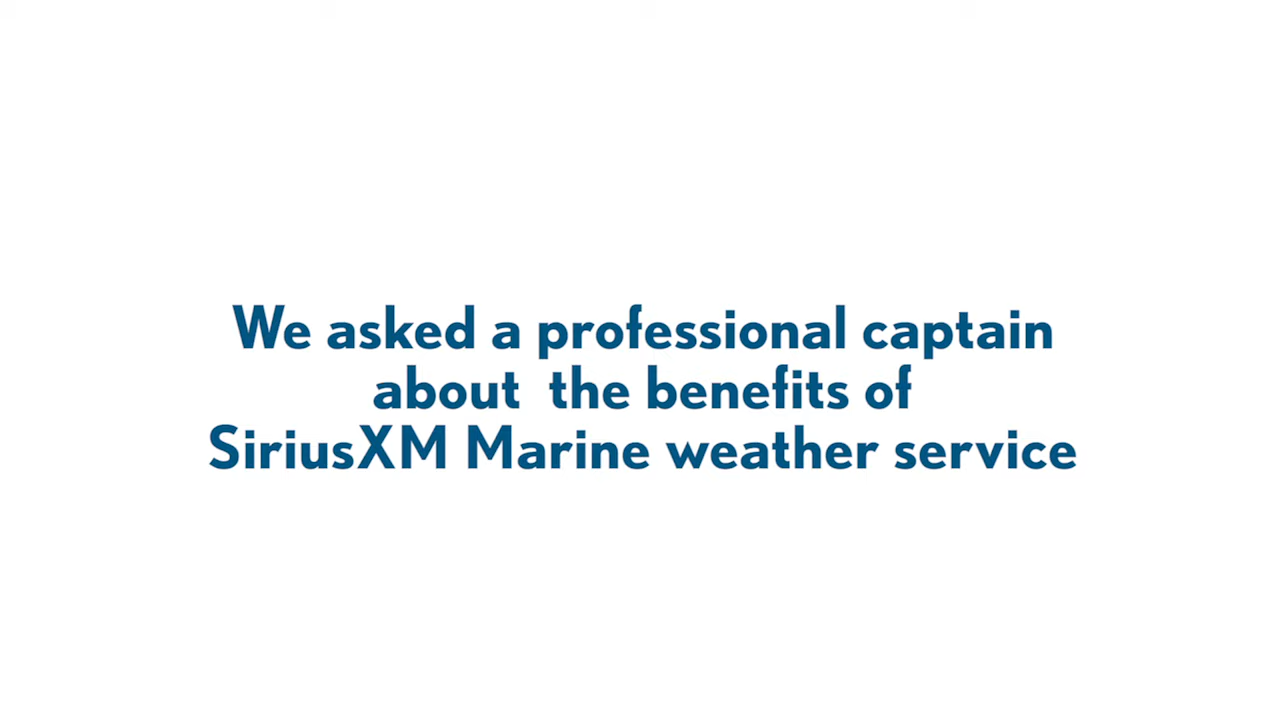 We asked a professional captain
about  the benefits of
SiriusXM Marine weather service